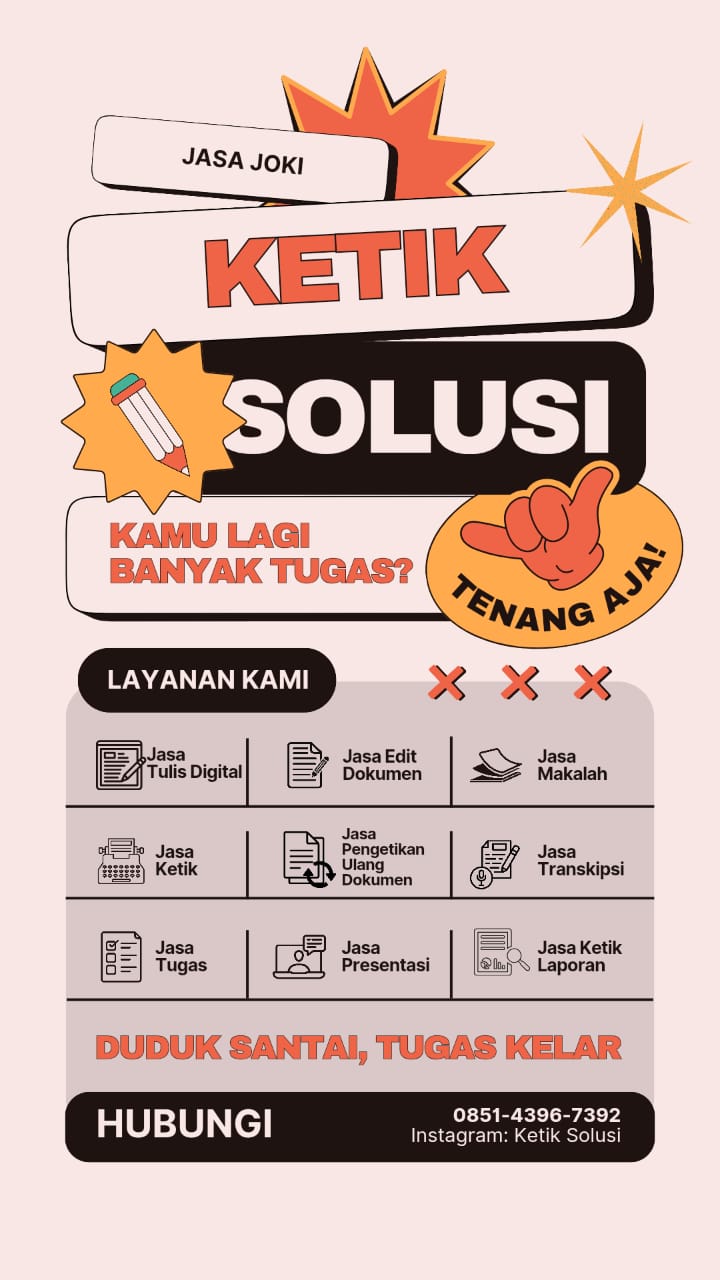 JASA JOKI
KETIK
SOLUSI
KAMU LAGI
BANYAK TUGAS?
TENANG AJA!
LAYANAN KAMI
Jasa
Tulis Digital
Jasa Edit
Dokumen
Jasa
Makalah
Jasa
Ketik
Jasa
Pengetikan
Ulang
Dokumen
Jasa
Transkipsi
Jasa
Tugas
Jasa
Presentasi
Jasa Ketik
Laporan
DUDUK SANTAI, TUGAS KELAR
HUBUNGI
0851-4396-7392
Instagram: Ketik Solusi